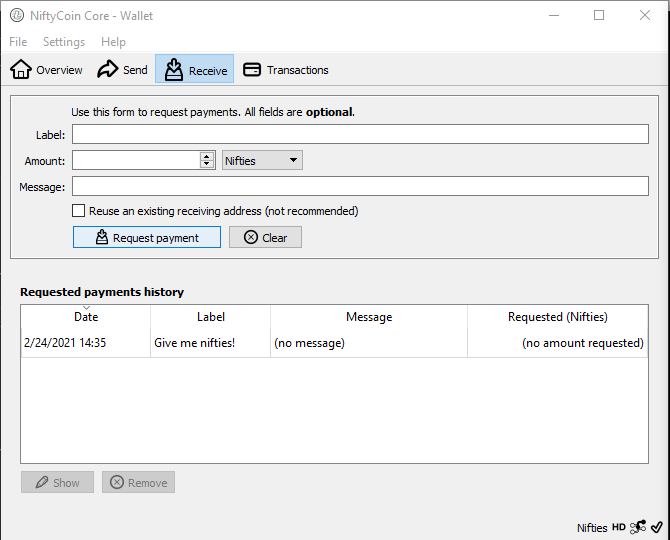 NiftyCoin Core - Wallet
File Settings Help
Overview Send Receive Transactions
Use this form to request payments. All fields are optional.
Label:
Amount: Nifties
Message:
Reuse an existing receiving address (not recommended)
Request payment Clear
Requested payments history
Date Label Message Requested (Nifties)
2/24/2021 14:35 Give me nifties! (no message) (no amount requested)
Show Remove
Nifties HD